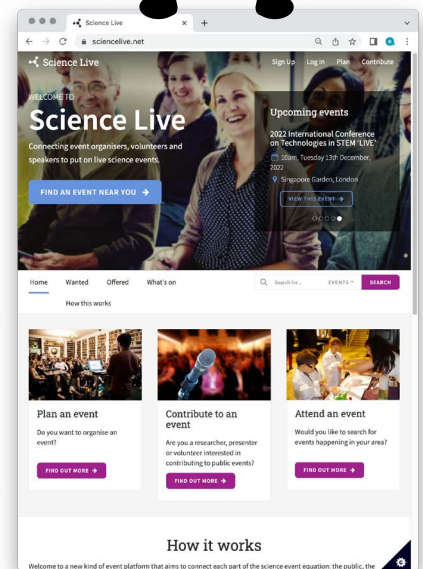 Science Live
sciencelive.net
Science Live
Sign Up Log in Plan Contribute
WELCOME TO
Science Live
Connecting event organisers, volunteers and
speakers to put on live science events.
FIND AN EVENT NEAR YOU →
Upcoming events
2022 International Conference
on Technologies in STEM 'LIVE'
10am, Tuesday 13th December,
2022
Singapore Garden, London
VIEW THIS EVENT →
Home Wanted Offered What's on
How this works
Search for... EVENTS SEARCH
Plan an event
Do you want to organise an
event?
FIND OUT MORE →
Contribute to an
event
Are you a researcher, presenter
or volunteer interested in
contributing to public events?
FIND OUT MORE →
Attend an event
Would you like to search for
events happening in your area?
FIND OUT MORE →
How it works
Welcome to a new kind of event platform that aims to connect each part of the science event equation: the public, the